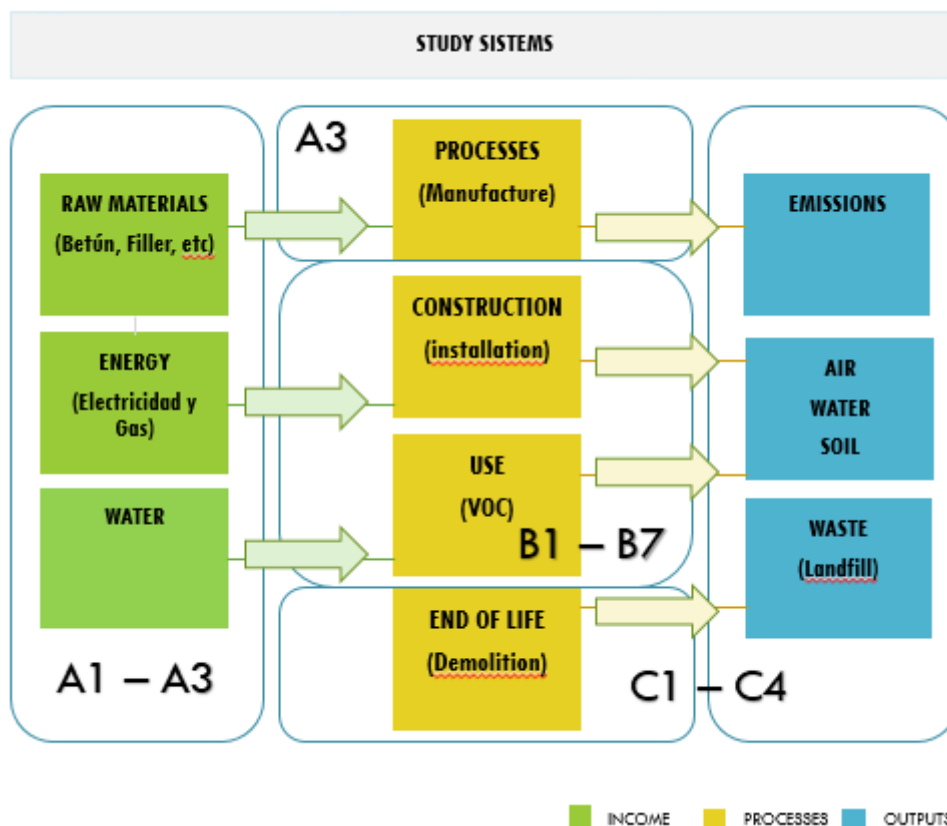 STUDY SISTEMS
A3
PROCESSES
(Manufacture)
RAW MATERIALS
(Betún, Filler, etc)
EMISSIONS
CONSTRUCTION
(installation)
ENERGY
(Electricidad y
Gas)
AIR
WATER
SOIL
USE
(VOC)
B1 – B7
WATER
WASTE
(Landfill)
END OF LIFE
(Demolition)
A1 – A3
C1 – C4
INCOME
PROCESSES
OUTPUTS